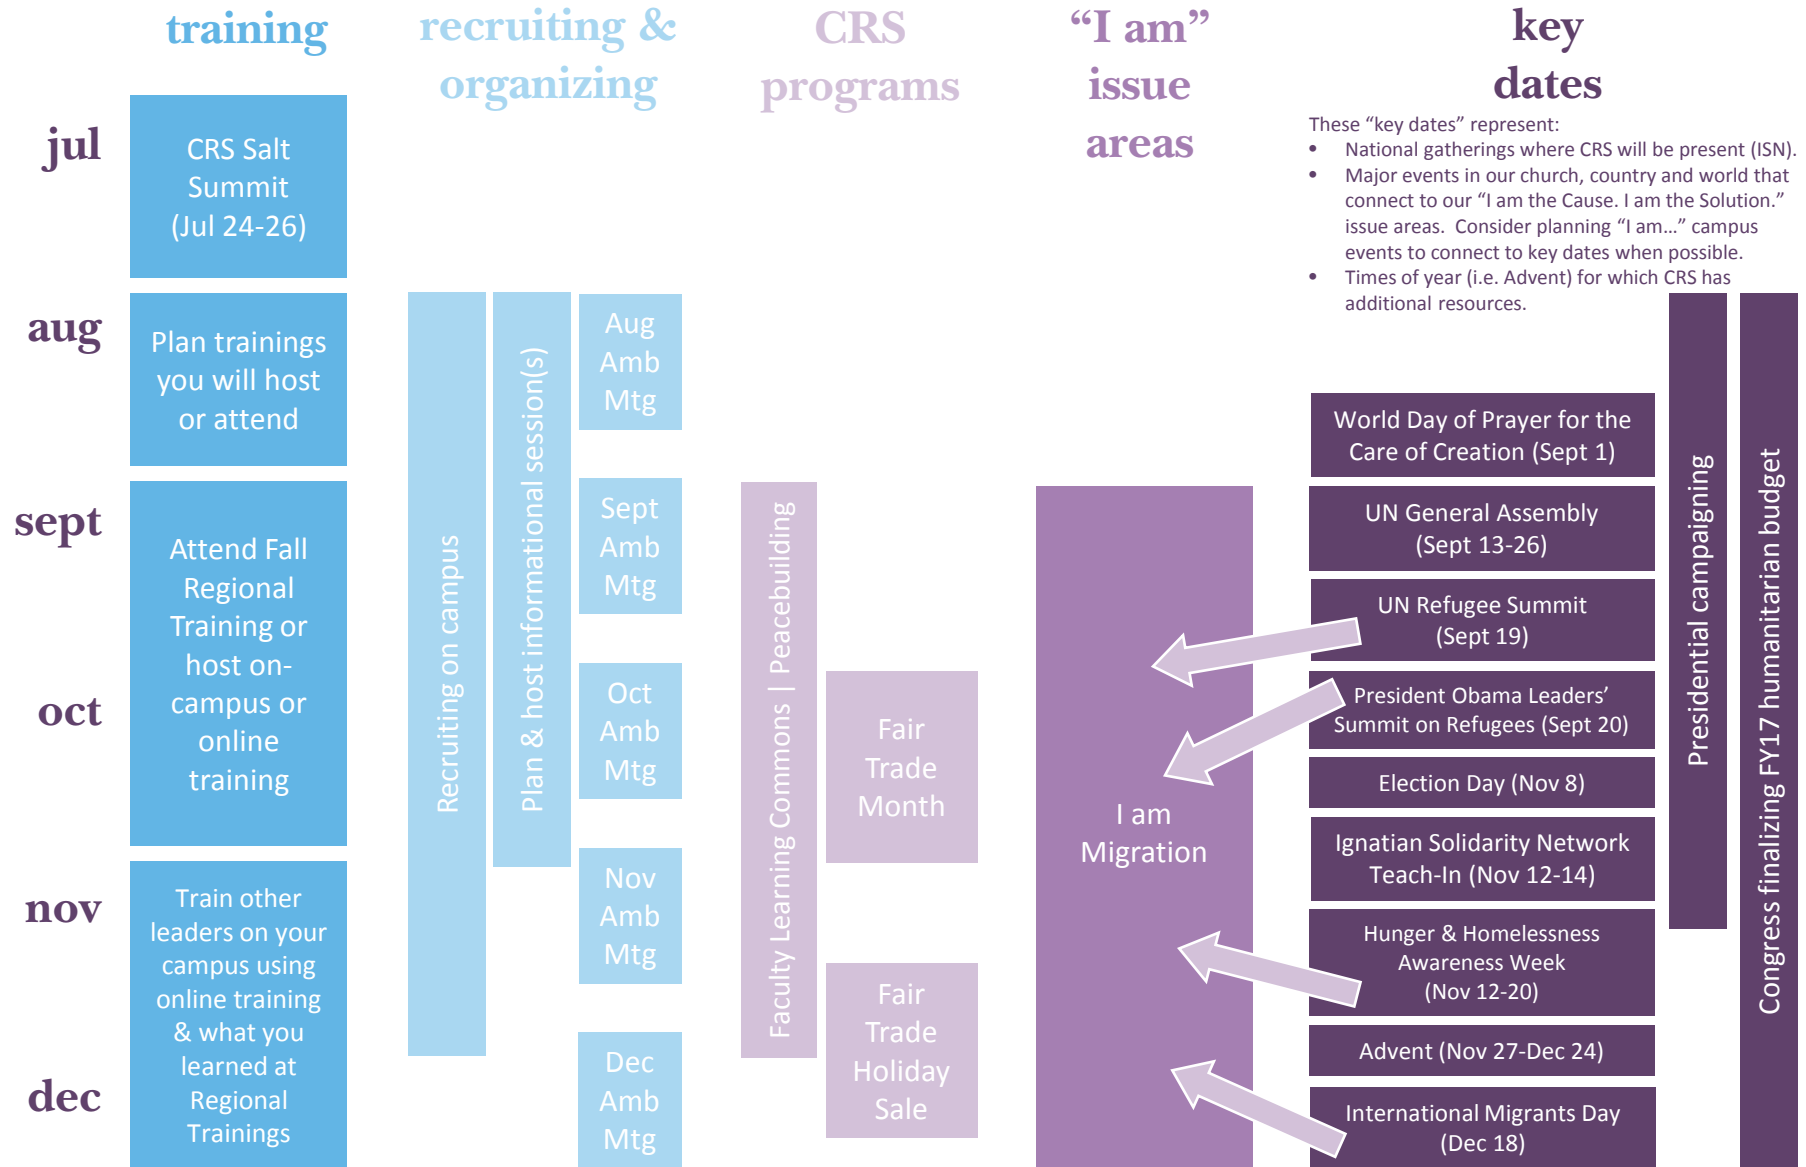 training
recruiting &
organizing
CRS
programs
“I am”
issue
areas
key
dates
These “key dates” represent:
• National gatherings where CRS will be present (ISN).
• Major events in our church, country and world that
connect to our “I am the Cause. I am the Solution.”
issue areas.  Consider planning “I am…” campus
events to connect to key dates when possible.
• Times of year (i.e. Advent) for which CRS has
additional resources.
jul
aug
sept
oct
nov
dec
CRS Salt
Summit
(Jul 24-26)
Plan trainings
you will host
or attend
Attend Fall
Regional
Training or
host on-
campus or
online
training
Train other
leaders on your
campus using
online training
& what you
learned at
Regional
Trainings
Recruiting on campus
Plan & host informational session(s)
Aug
Amb
Mtg
Sept
Amb
Mtg
Oct
Amb
Mtg
Nov
Amb
Mtg
Dec
Amb
Mtg
Faculty Learning Commons | Peacebuilding
Fair
Trade
Month
Fair
Trade
Holiday
Sale
I am
Migration
World Day of Prayer for the
Care of Creation (Sept 1)
UN General Assembly
(Sept 13-26)
UN Refugee Summit
(Sept 19)
President Obama Leaders’
Summit on Refugees (Sept 20)
Election Day (Nov 8)
Ignatian Solidarity Network
Teach-In (Nov 12-14)
Hunger & Homelessness
Awareness Week
(Nov 12-20)
Advent (Nov 27-Dec 24)
International Migrants Day
(Dec 18)
Presidential campaigning
Congress finalizing FY17 humanitarian budget